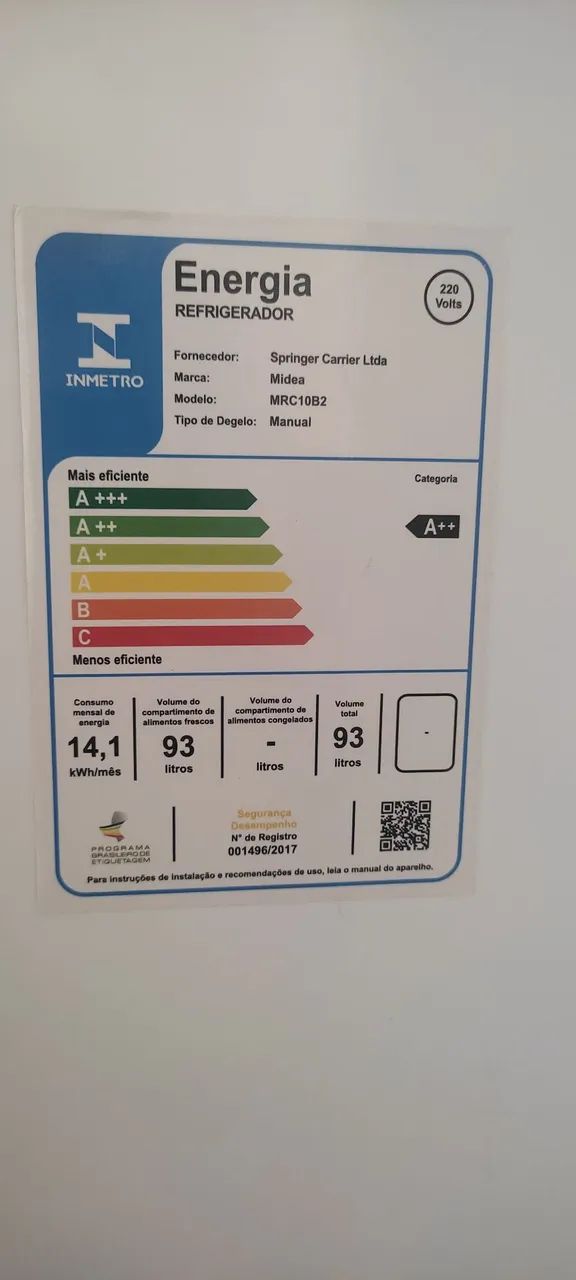 Energia
REFRIGERADOR
220
Volts
INMETRO
Fornecedor: Springer Carrier Ltda
Marca: Midea
Modelo: MRC10B2
Tipo de Degelo: Manual
Mais eficiente
Categoria
A +++
A ++
A++
A +
A
B
C
Menos eficiente
Consumo
mensal de
energia
14,1
kWh/mês
Volume do
compartimento de
alimentos frescos
93
litros
Volume do
compartimento de
alimentos congelados
-
litros
Volume
total
93
litros
-
PROGRAMA
BRASILEIRO DE
ETIQUETAGEM
Segurança
Desempenho
N° de Registro
001496/2017
Para instruções de instalação e recomendações de uso, leia o manual do aparelho.